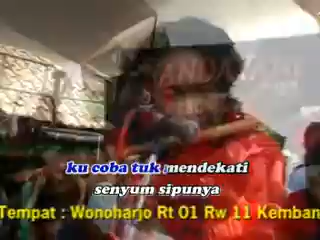 ku coba tuk mendekati
senyum sipunya
Tempat : Wonoharjo Rt 01 Rw 11 Kemban